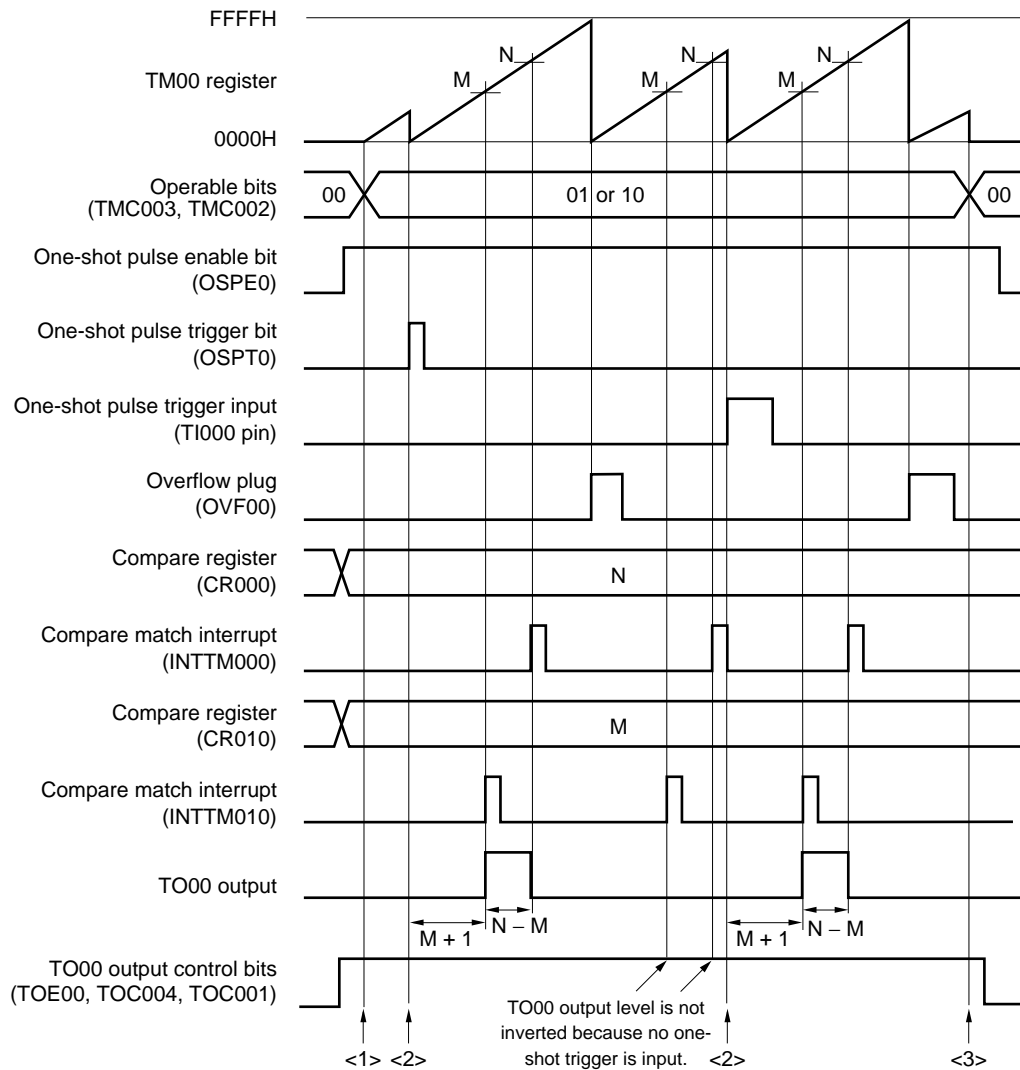 FFFFH
N
N
N
TM00 register
M
M
M
0000H
Operable bits
(TMC003, TMC002)
00
01 or 10
00
One-shot pulse enable bit
(OSPE0)
One-shot pulse trigger bit
(OSPT0)
One-shot pulse trigger input
(TI000 pin)
Overflow plug
(OVF00)
Compare register
(CR000)
N
Compare match interrupt
(INTTM000)
Compare register
(CR010)
M
Compare match interrupt
(INTTM010)
TO00 output
M + 1
N – M
M + 1
N – M
TO00 output control bits
(TOE00, TOC004, TOC001)
TO00 output level is not
inverted because no one-
shot trigger is input.
<1>
<2>
<2>
<3>